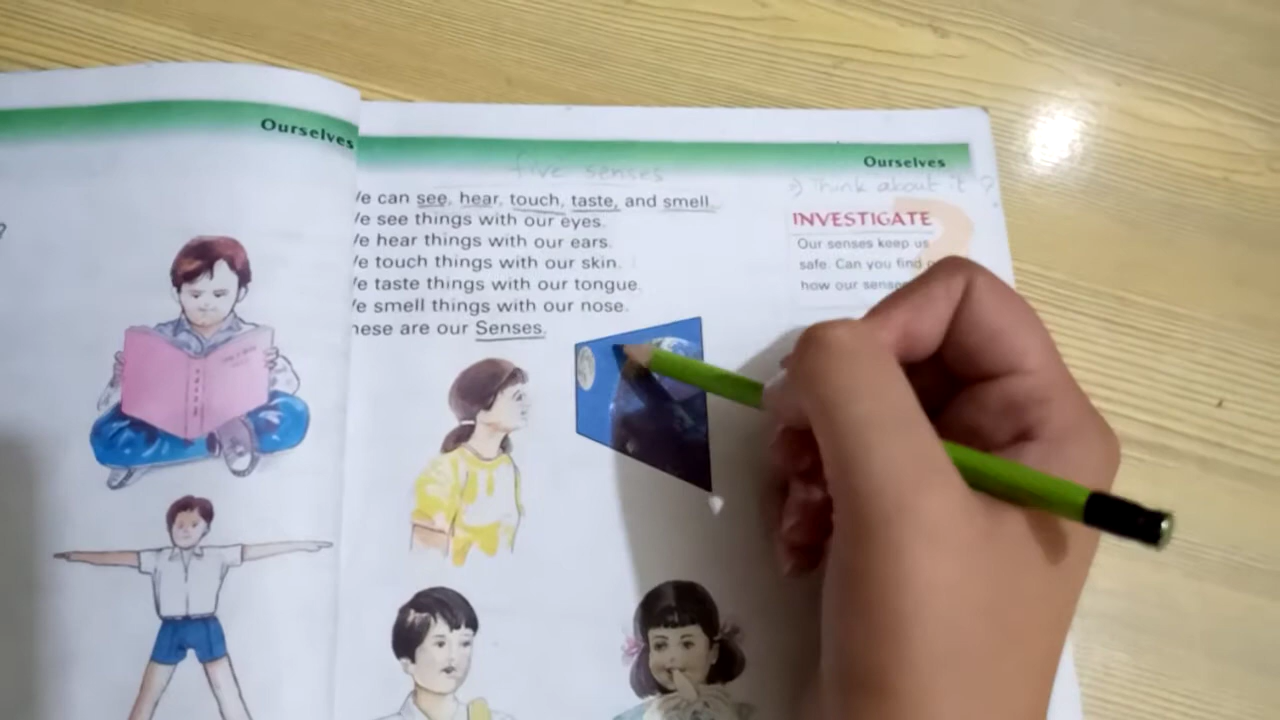 Ourselves
Ourselves
five senses
?) Think about it ?
?
/e can see, hear, touch, taste, and smell.
/e see things with our eyes.
/e hear things with our ears.
/e touch things with our skin.
/e taste things with our tongue.
/e smell things with our nose.
hese are our Senses.
INVESTIGATE
Our senses keep us
safe. Can you find
how our sense